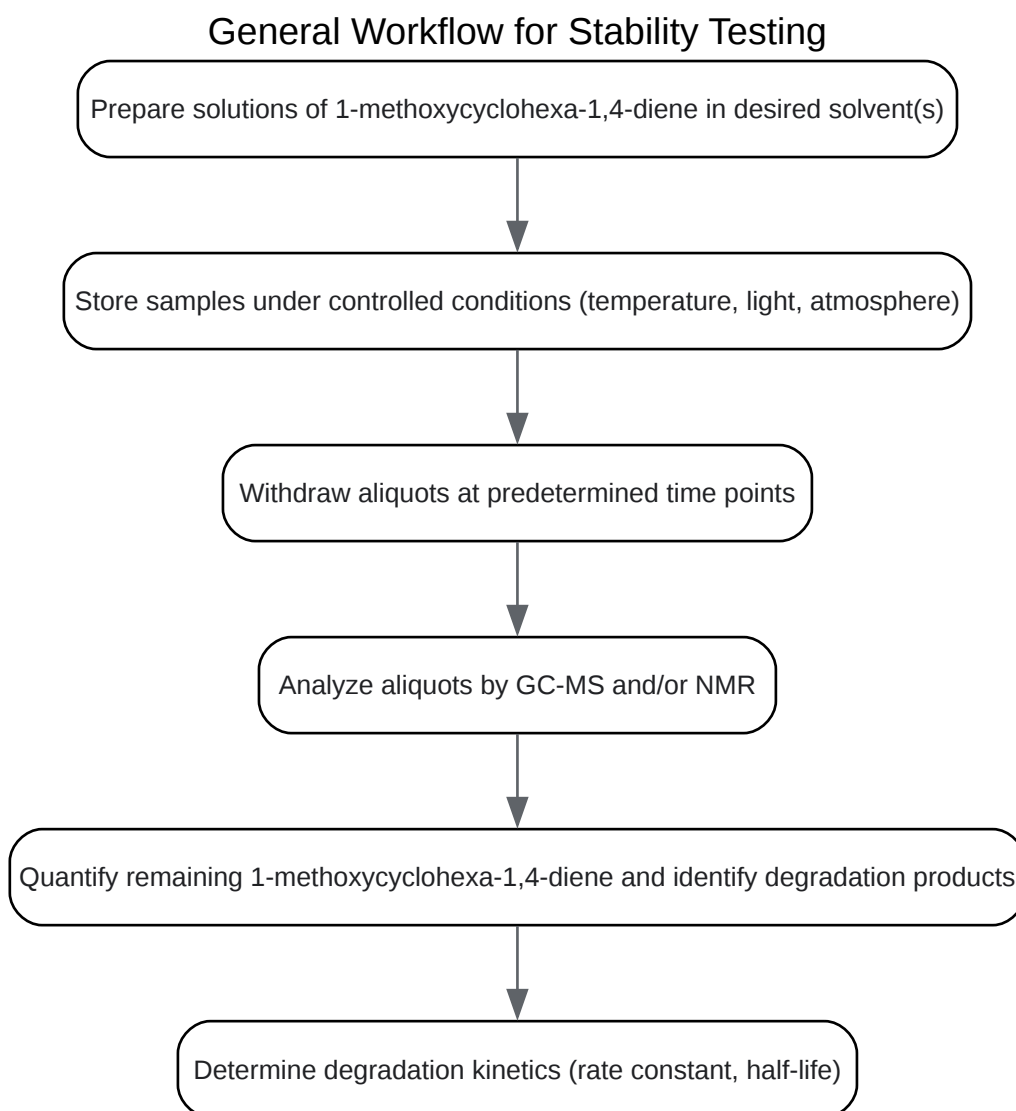 General Workflow for Stability Testing
Prepare solutions of 1-methoxycyclohexa-1,4-diene in desired solvent(s)
Store samples under controlled conditions (temperature, light, atmosphere)
Withdraw aliquots at predetermined time points
Analyze aliquots by GC-MS and/or NMR
Quantify remaining 1-methoxycyclohexa-1,4-diene and identify degradation products
Determine degradation kinetics (rate constant, half-life)